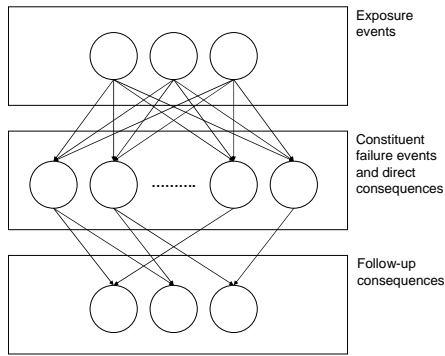 Exposure
events
Constituent
failure events
and direct
consequences
..........
Follow-up
consequences